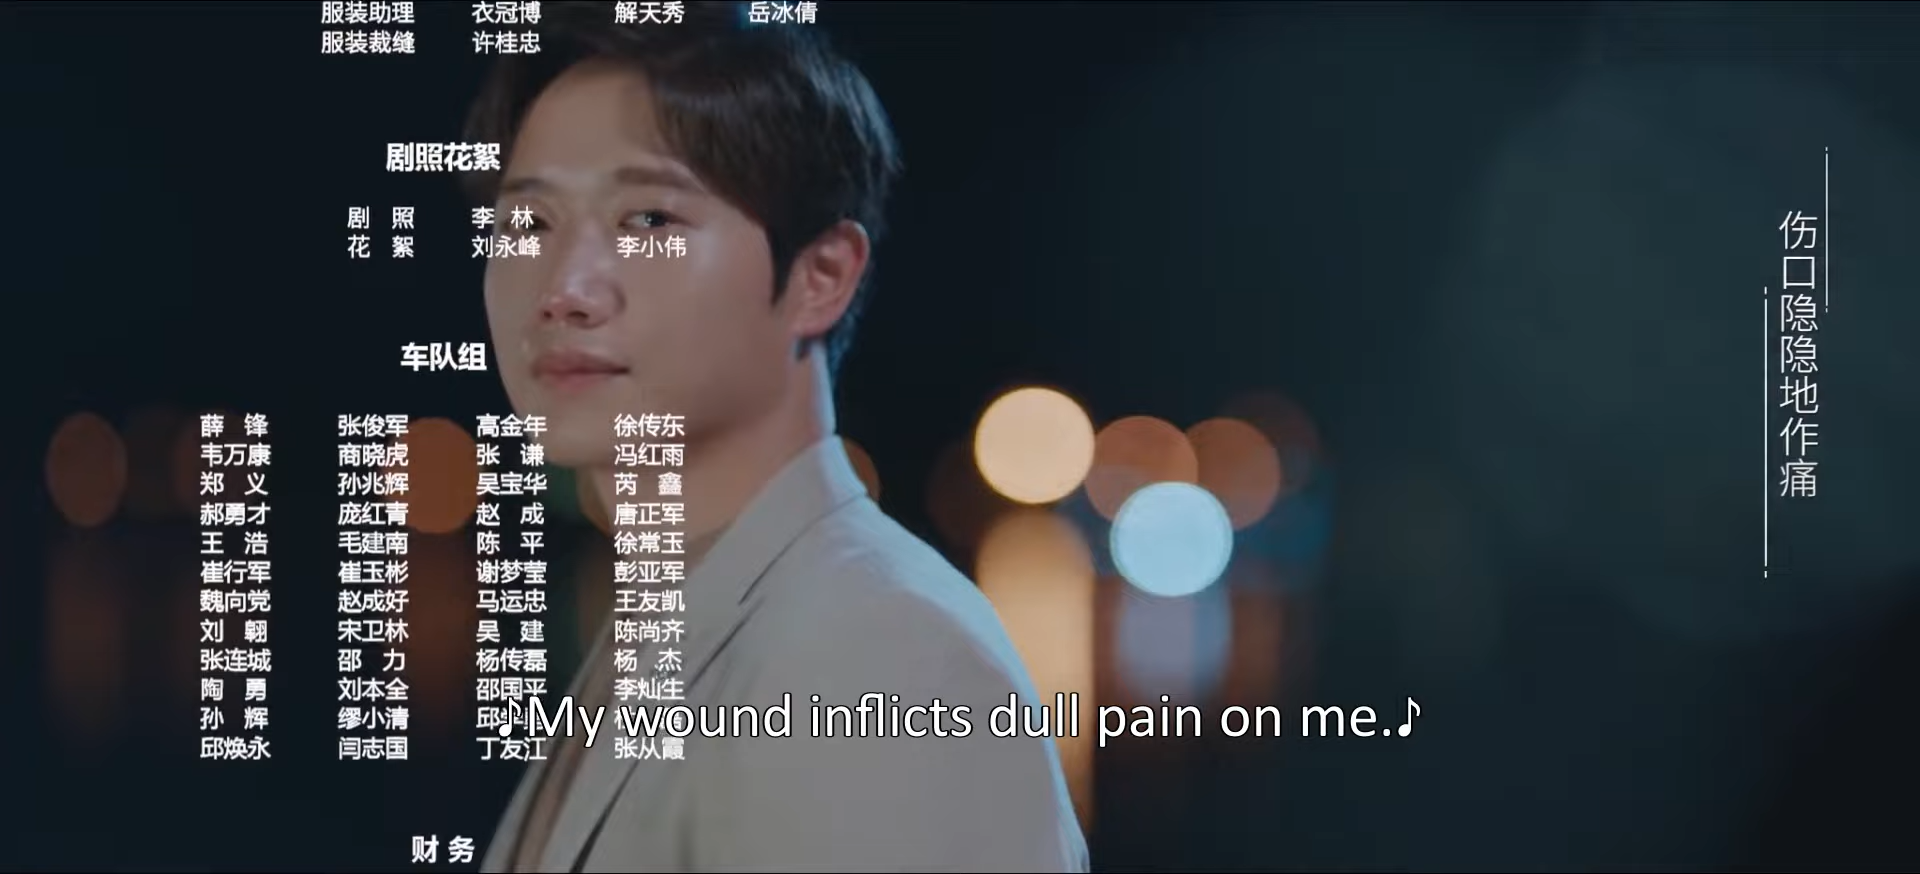 服装助理 衣冠博 解天秀 岳冰倩
服装裁缝 许桂忠
剧照花絮
剧 照 李 林
花 絮 刘永峰 李小伟
车队组
薛 锋 张俊军 高金年 徐传东
韦万康 商晓虎 张 谦 冯红雨
郑 义 孙兆辉 吴宝华 芮 鑫
郝勇才 庞红青 赵 成 唐正军
王 浩 毛建南 陈 平 徐常玉
崔行军 崔玉彬 谢梦莹 彭亚军
魏向党 赵成好 马运忠 王友凯
刘 翱 宋卫林 吴 建 陈尚齐
张连城 邵 力 杨传磊 杨 杰
陶 勇 刘本全 邵国平 李灿生
孙 辉 缪小清
邱焕永 闫志国 丁友江 张从霞
财 务
♪My wound inflicts dull pain on me.♪
伤口隐隐地作痛